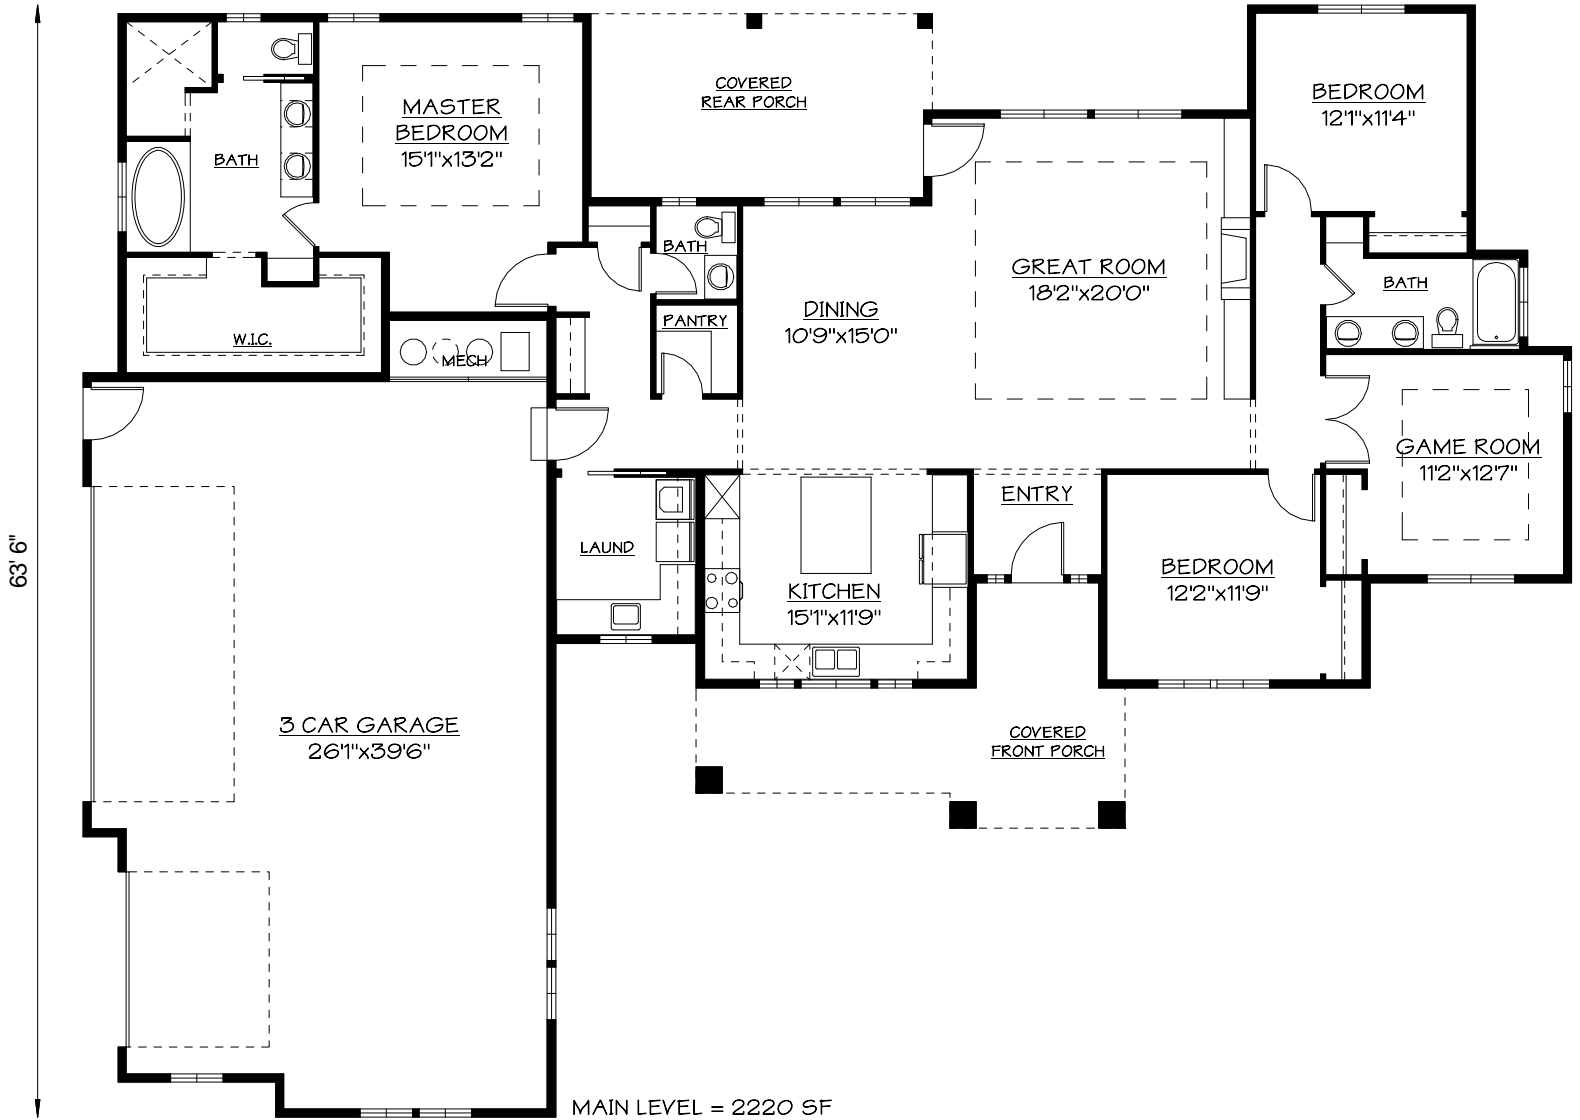 COVERED
REAR PORCH
BEDROOM
12'1"x11'4"
MASTER
BEDROOM
15'1"x13'2"
BATH
BATH
GREAT ROOM
18'2"x20'0"
BATH
DINING
10'9"x15'0"
PANTRY
W.I.C.
MECH
GAME ROOM
11'2"x12'7"
ENTRY
LAUND
63' 6"
BEDROOM
12'2"x11'9"
KITCHEN
15'1"x11'9"
3 CAR GARAGE
26'1"x39'6"
COVERED
FRONT PORCH
MAIN LEVEL = 2220 SF